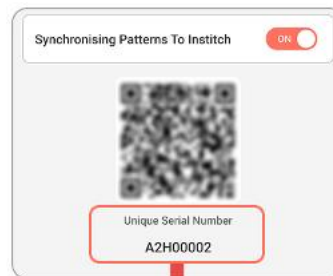 Synchronising Patterns To Institch
ON
Unique Serial Number
A2H00002